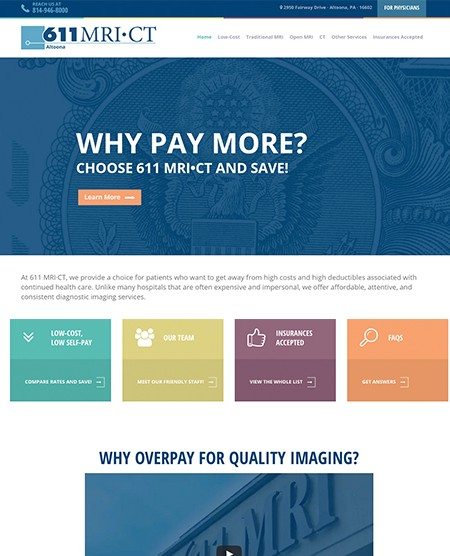 REACH US AT
814-946-8000
2950 Fairway Drive - Altoona, PA - 16602
FOR PHYSICIANS
611 MRI•CT
Altoona
Home Low-Cost Traditional MRI Open MRI CT Other Services Insurances Accepted
WHY PAY MORE?
CHOOSE 611 MRI•CT AND SAVE!
Learn More
At 611 MRI·CT, we provide a choice for patients who want to get away from high costs and high deductibles associated with
continued health care. Unlike many hospitals that are often expensive and impersonal, we offer affordable, attentive, and
consistent diagnostic imaging services.
LOW-COST,
LOW SELF-PAY
COMPARE RATES AND SAVE!
OUR TEAM
MEET OUR FRIENDLY STAFF!
INSURANCES
ACCEPTED
VIEW THE WHOLE LIST
FAQS
GET ANSWERS
WHY OVERPAY FOR QUALITY IMAGING?
611 MRI